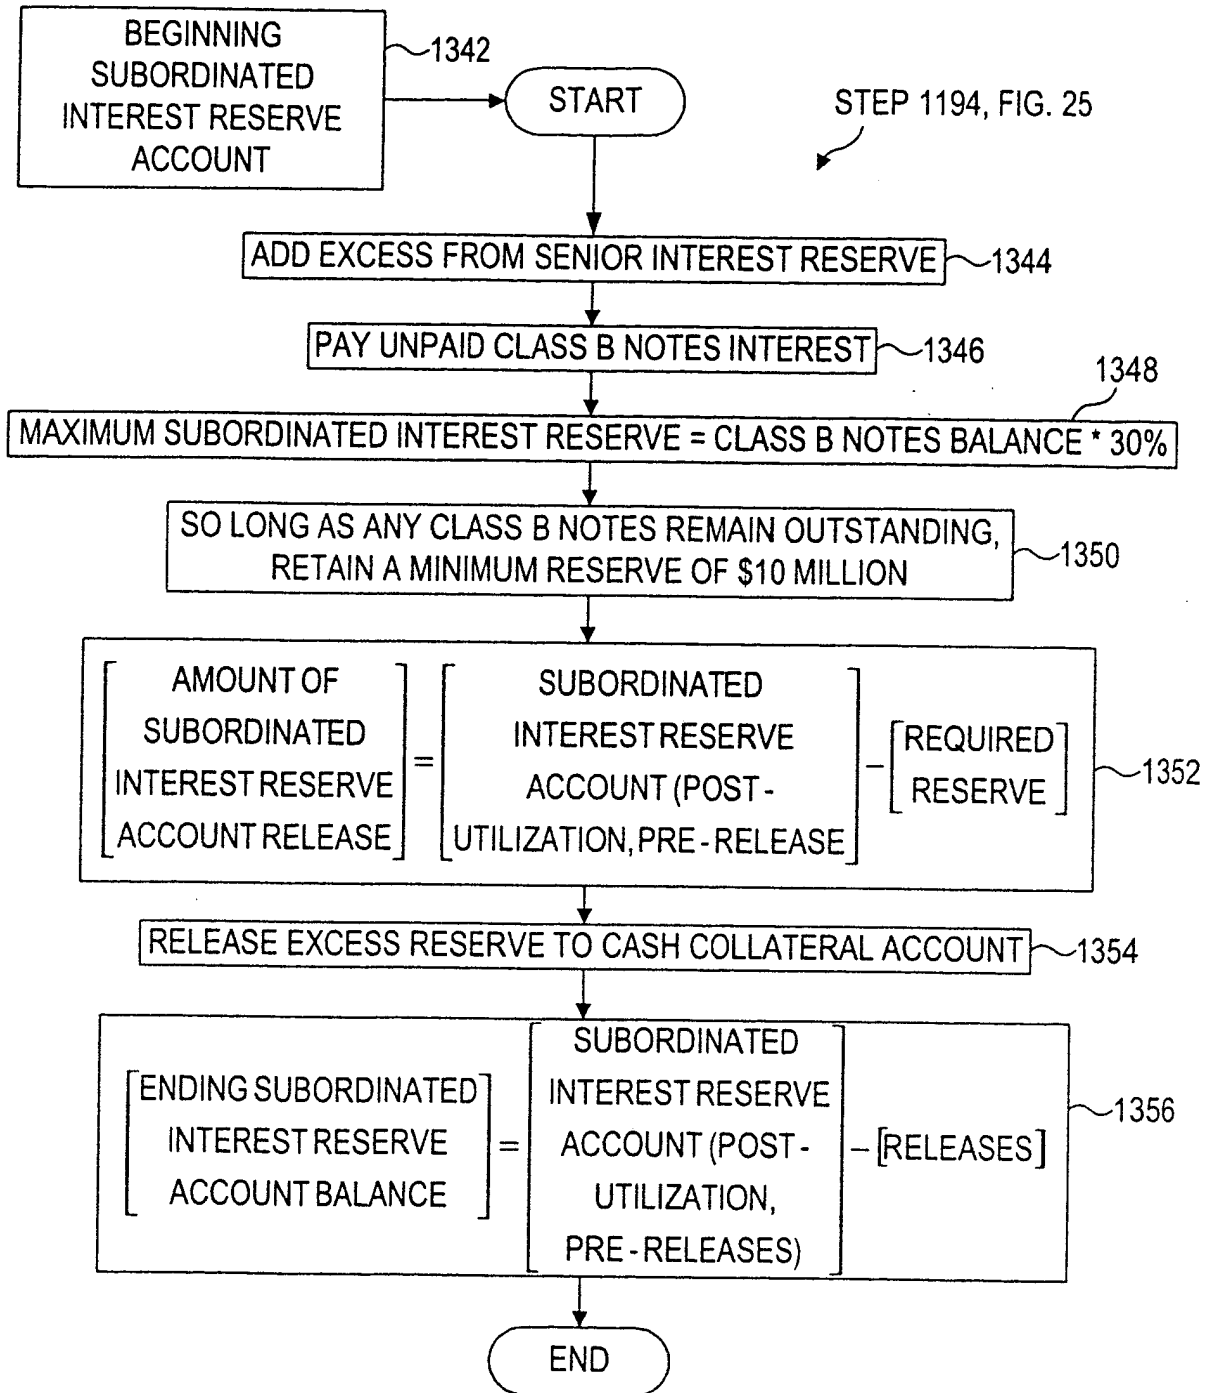 BEGINNING
SUBORDINATED
INTEREST RESERVE
ACCOUNT
1342
START
STEP 1194, FIG. 25
ADD EXCESS FROM SENIOR INTEREST RESERVE
1344
PAY UNPAID CLASS B NOTES INTEREST
1346
1348
MAXIMUM SUBORDINATED INTEREST RESERVE = CLASS B NOTES BALANCE * 30%
SO LONG AS ANY CLASS B NOTES REMAIN OUTSTANDING,
RETAIN A MINIMUM RESERVE OF $10 MILLION
1350
AMOUNT OF
SUBORDINATED
INTEREST RESERVE
ACCOUNT RELEASE
=
SUBORDINATED
INTEREST RESERVE
ACCOUNT (POST -
UTILIZATION, PRE - RELEASE
-
REQUIRED
RESERVE
1352
RELEASE EXCESS RESERVE TO CASH COLLATERAL ACCOUNT
1354
ENDING SUBORDINATED
INTEREST RESERVE
ACCOUNT BALANCE
=
SUBORDINATED
INTEREST RESERVE
ACCOUNT (POST -
UTILIZATION,
PRE - RELEASES)
- [RELEASES]
1356
END